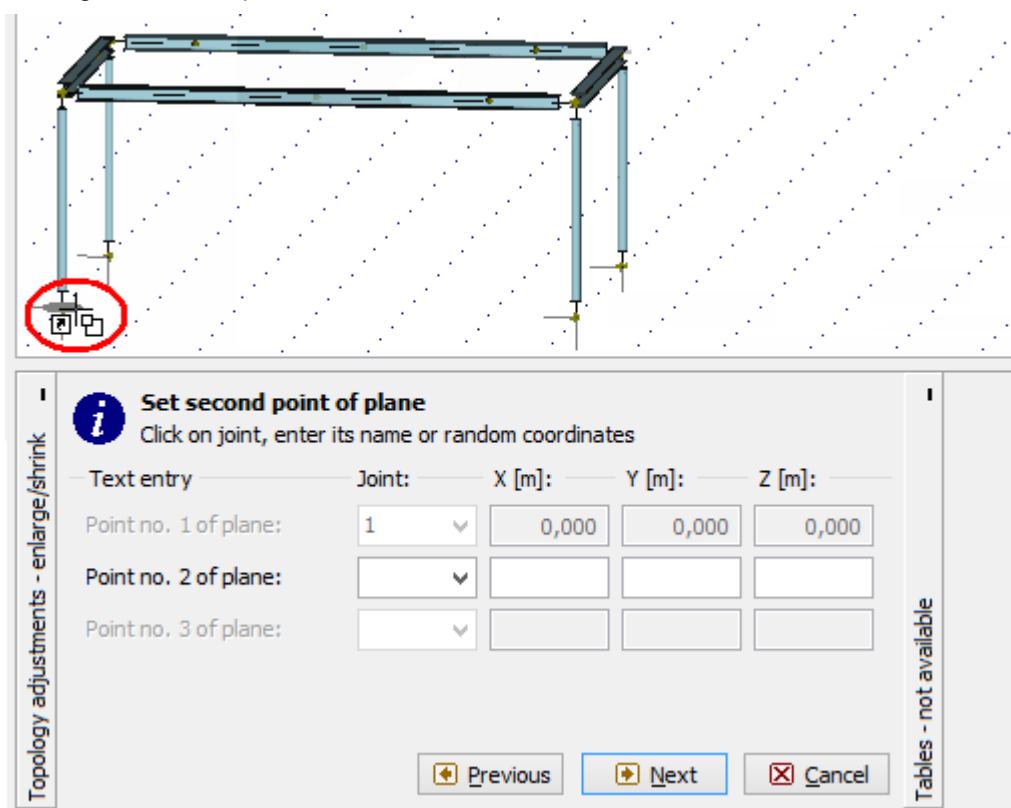 1
Set second point of plane
Click on joint, enter its name or random coordinates
Text entry Joint: X [m]: Y [m]: Z [m]:
Point no. 1 of plane: 1 0,000 0,000 0,000
Point no. 2 of plane:
Point no. 3 of plane:
Previous Next Cancel
Topology adjustments - enlarge/shrink
Tables - not available